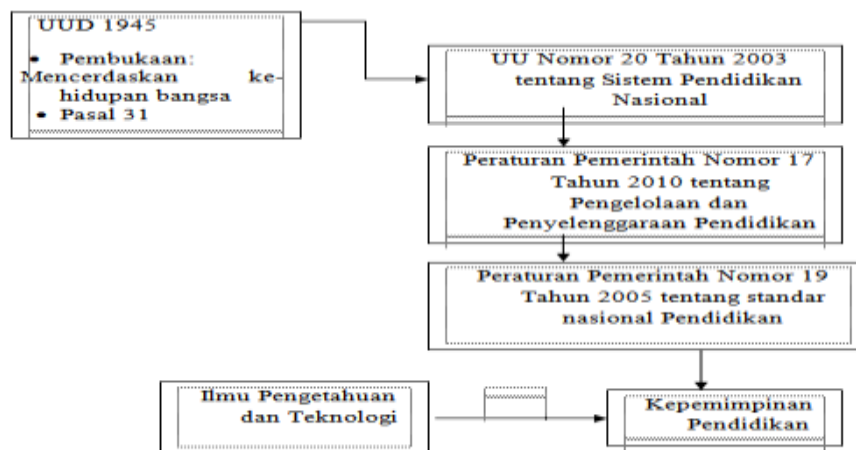 UUD 1945
• Pembukaan:
Mencerdaskan ke-
hidupan bangsa
• Pasal 31
UU Nomor 20 Tahun 2003
tentang Sistem Pendidikan
Nasional
Peraturan Pemerintah Nomor 17
Tahun 2010 tentang
Pengelolaan dan
Penyelenggaraan Pendidikan
Peraturan Pemerintah Nomor 19
Tahun 2005 tentang standar
nasional Pendidikan
Ilmu Pengetahuan
dan Teknologi
Kepemimpinan
Pendidikan